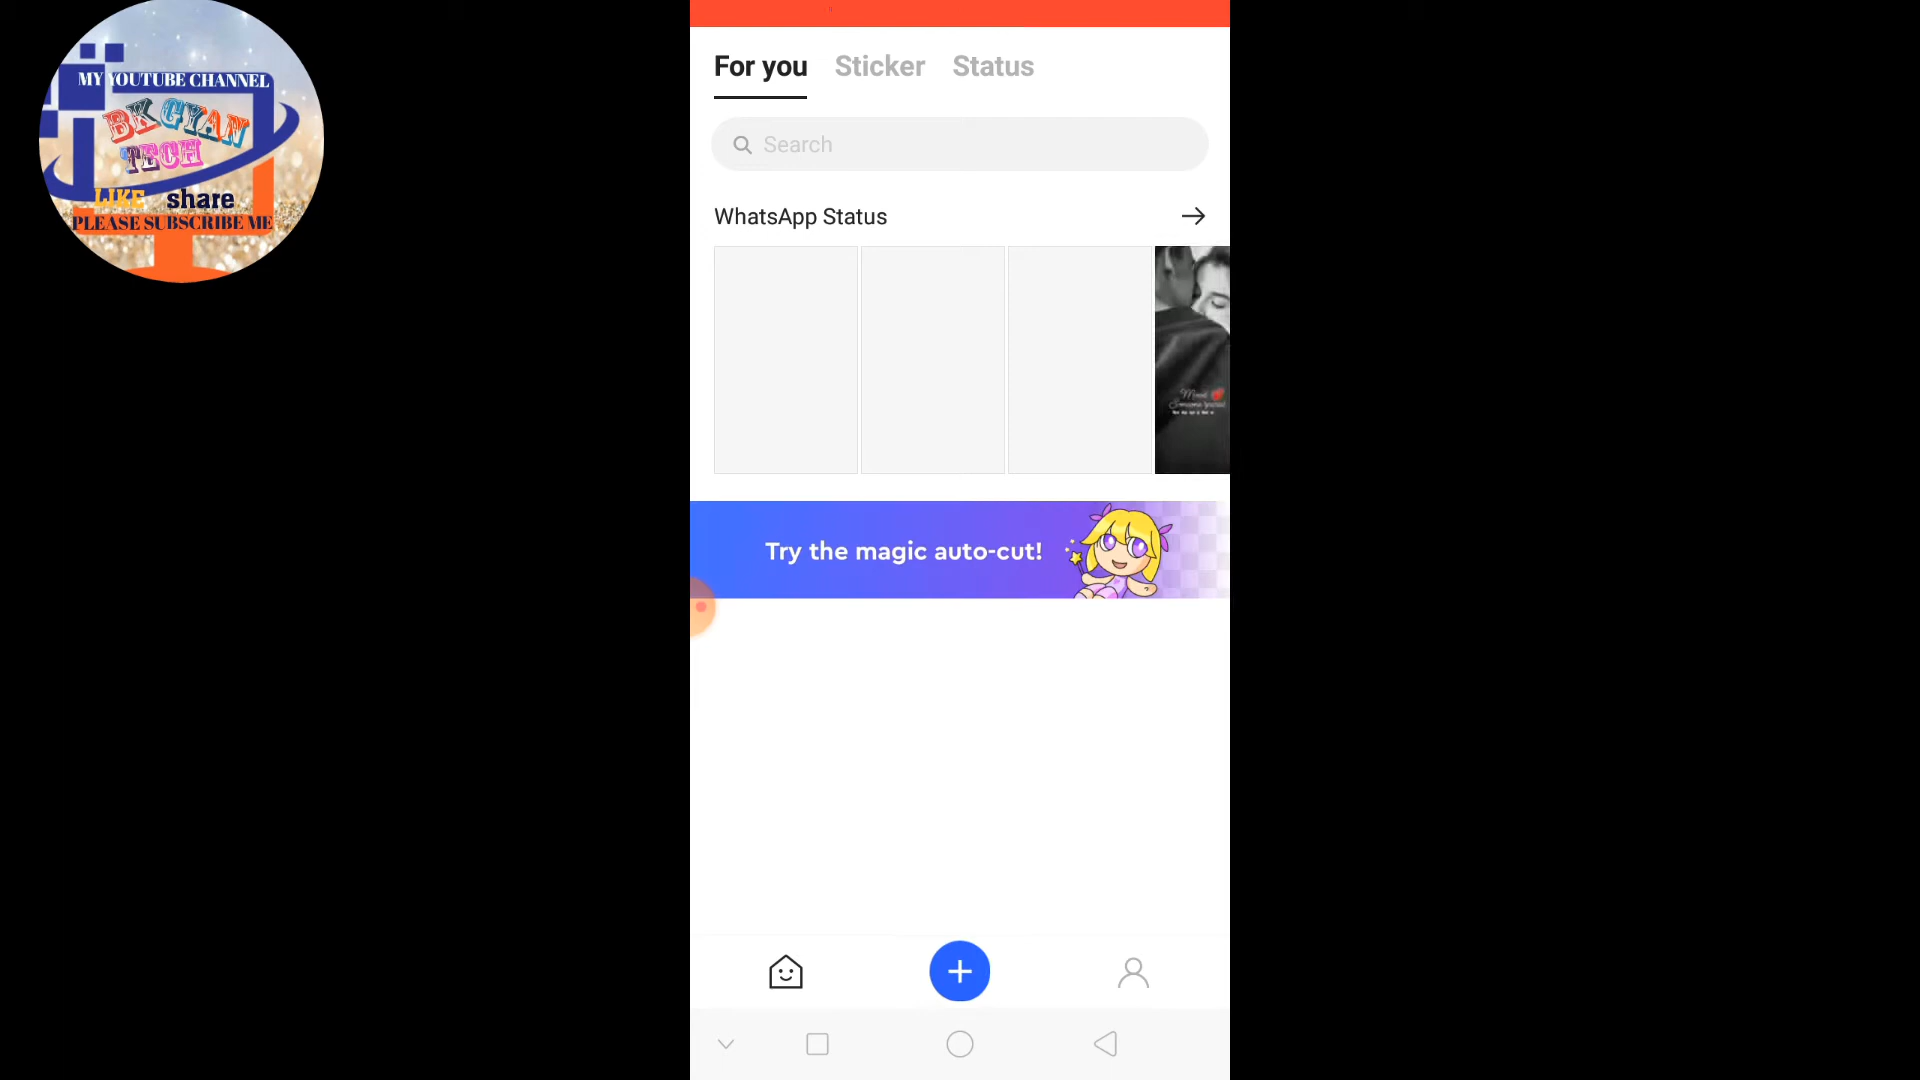 MY YOUTUBE CHANNEL
BK GYAN
TECH
LIKE share
PLEASE SUBSCRIBE ME
For you Sticker Status
Search
WhatsApp Status
Try the magic auto-cut!